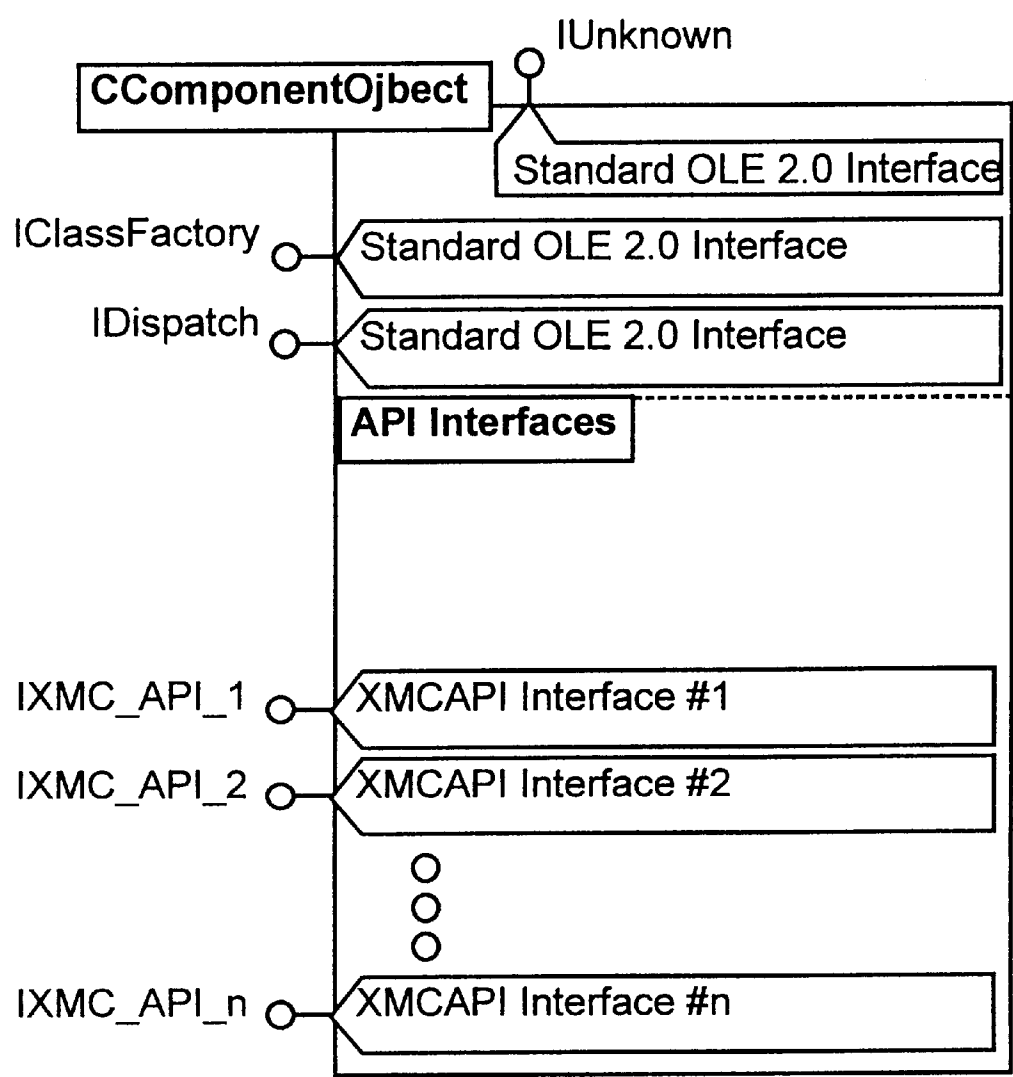 IUnknown
CComponentOjbect
Standard OLE 2.0 Interface
IClassFactory
Standard OLE 2.0 Interface
IDispatch
Standard OLE 2.0 Interface
API Interfaces
IXMC_API_1
XMCAPI Interface #1
IXMC_API_2
XMCAPI Interface #2
IXMC_API_n
XMCAPI Interface #n